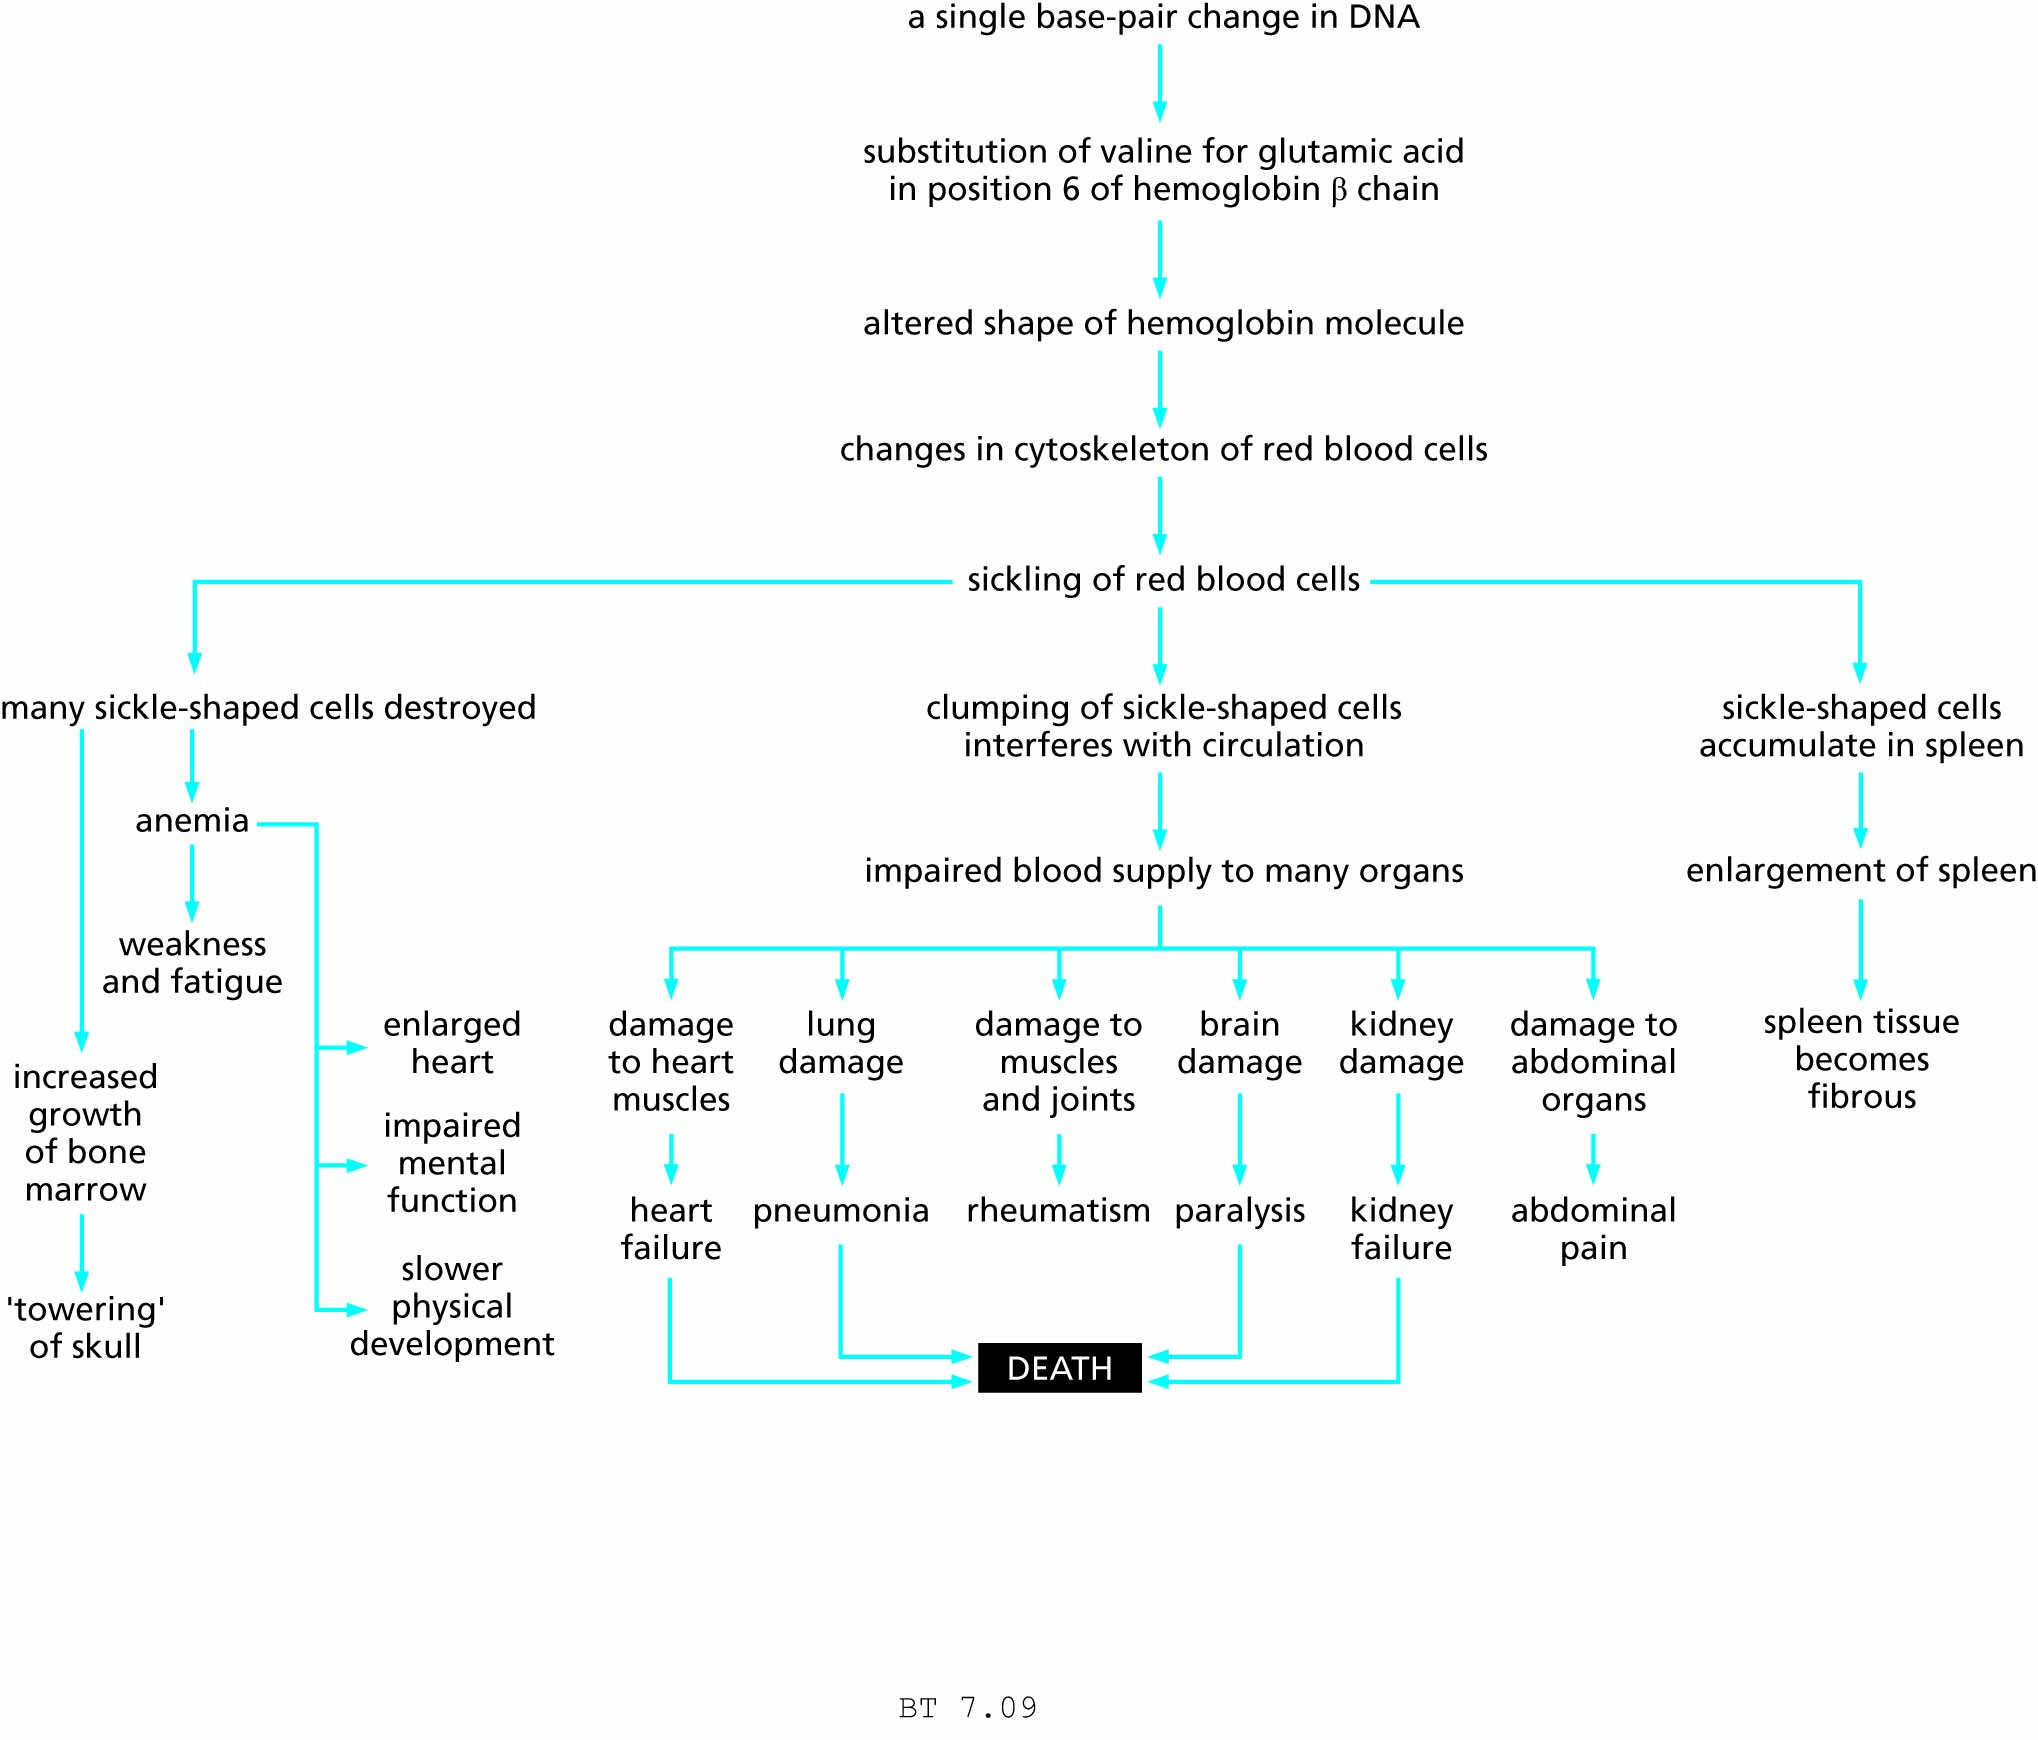 a single base-pair change in DNA
substitution of valine for glutamic acid
in position 6 of hemoglobin β chain
altered shape of hemoglobin molecule
changes in cytoskeleton of red blood cells
sickling of red blood cells
many sickle-shaped cells destroyed
anemia
weakness
and fatigue
increased
growth
of bone
marrow
'towering'
of skull
enlarged
heart
impaired
mental
function
slower
physical
development
clumping of sickle-shaped cells
interferes with circulation
impaired blood supply to many organs
damage
to heart
muscles
heart
failure
lung
damage
pneumonia
damage to
muscles
and joints
rheumatism
brain
damage
paralysis
kidney
damage
kidney
failure
damage to
abdominal
organs
abdominal
pain
DEATH
sickle-shaped cells
accumulate in spleen
enlargement of spleen
spleen tissue
becomes
fibrous
BT 7.09